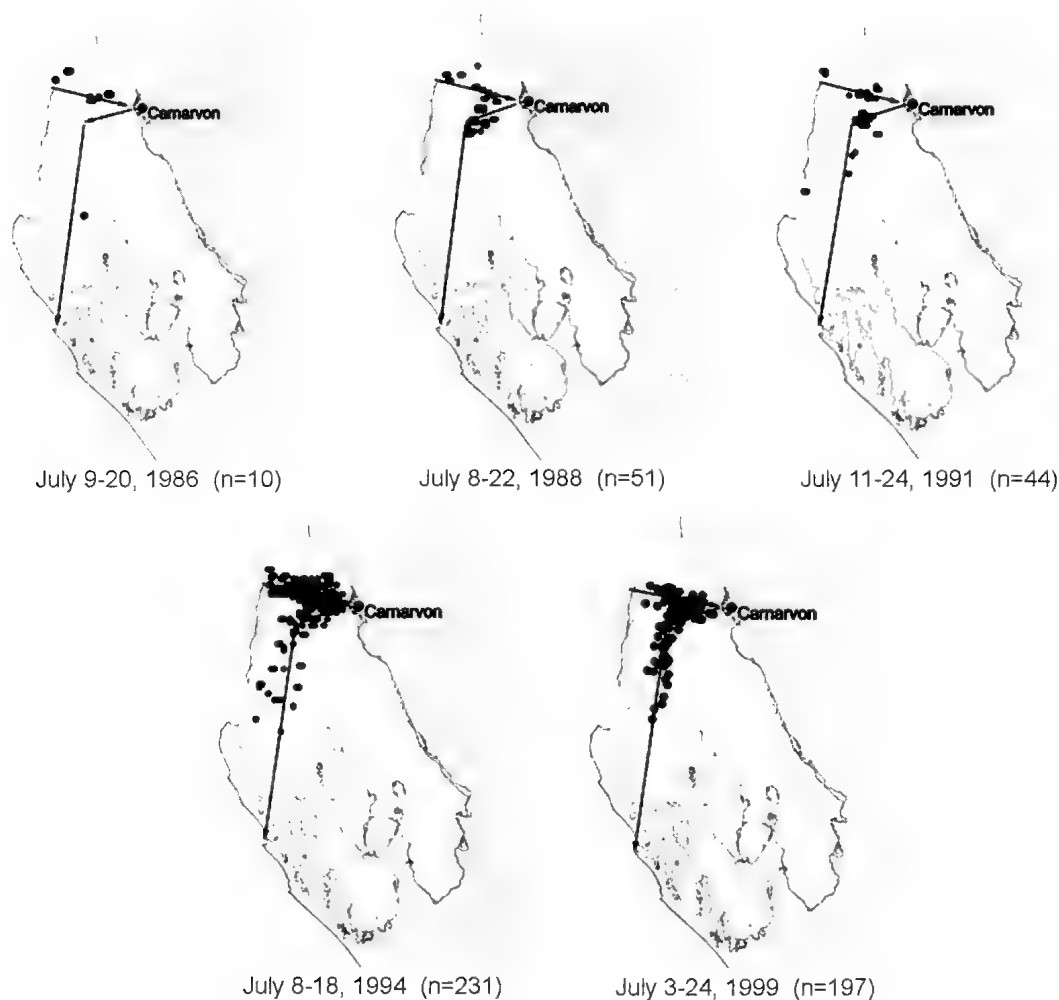 Carnarvon
Carnarvon
Carnarvon
July 9-20, 1986 (n=10)
July 8-22, 1988 (n=51)
July 11-24, 1991 (n=44)
Carnarvon
Carnarvon
July 8-18, 1994 (n=231)
July 3-24, 1999 (n=197)